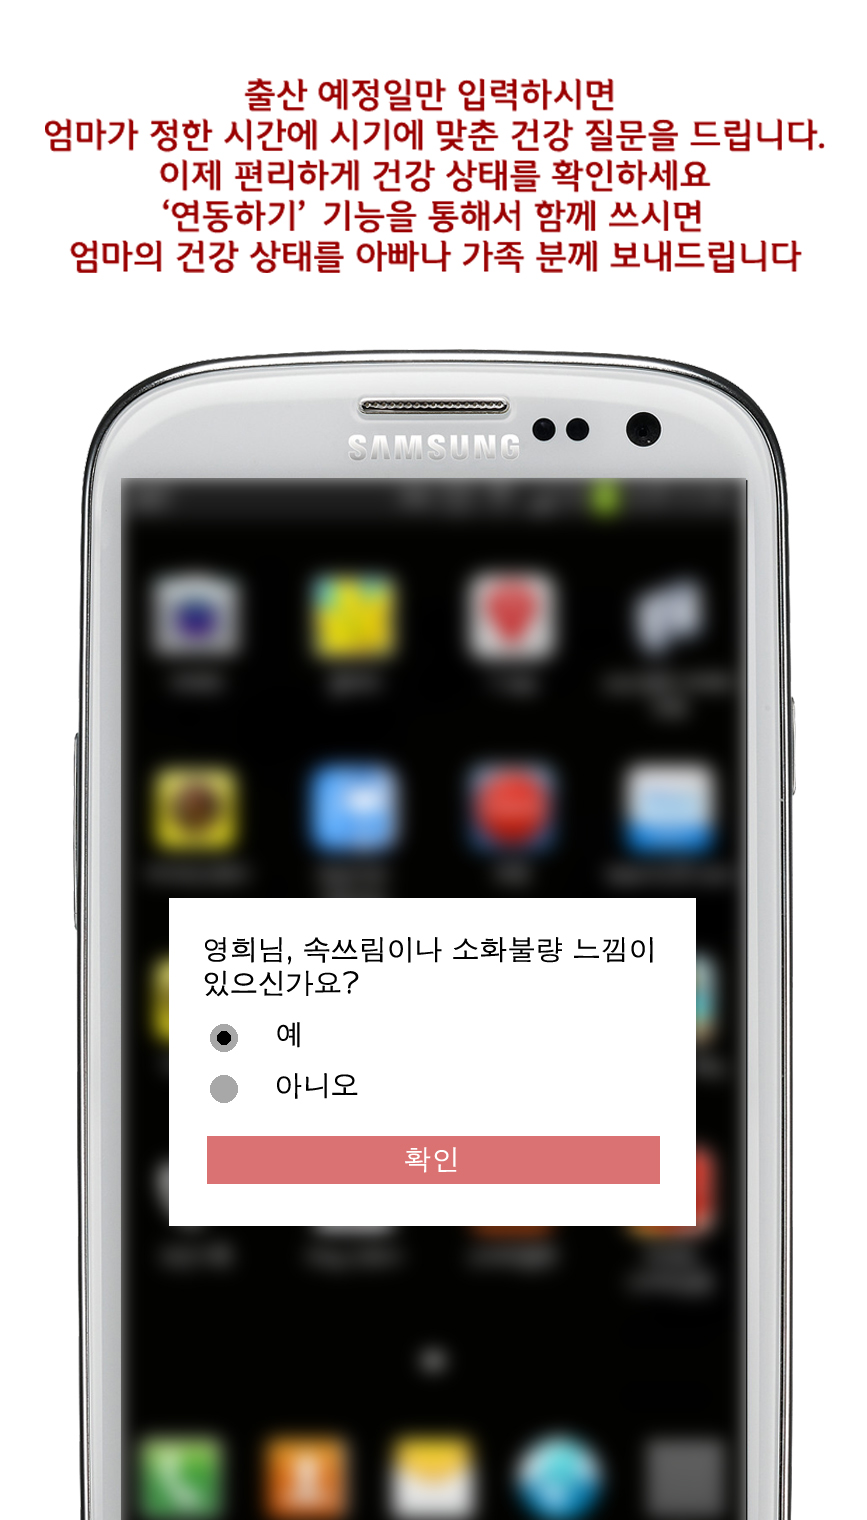 출산 예정일만 입력하시면
엄마가 정한 시간에 시기에 맞춘 건강 질문을 드립니다.
이제 편리하게 건강 상태를 확인하세요
‘연동하기’ 기능을 통해서 함께 쓰시면
엄마의 건강 상태를 아빠나 가족 분께 보내드립니다
SAMSUNG
영희님, 속쓰림이나 소화불량 느낌이
있으신가요?
예
아니오
확인